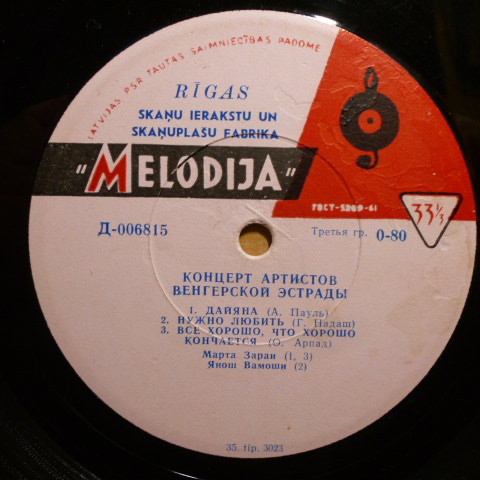 LATVIJAS PSR TAUTAS SAIMNIECĪBAS PADOME
RĪGAS
SKAŅU IERAKSTU UN
SKAŅUPLAŠU FABRIKA
"MELODIJA"
ГОСТ-5289-61
33⅓
Д-006815
Третья гр. 0-80
КОНЦЕРТ АРТИСТОВ
ВЕНГЕРСКОЙ ЭСТРАДЫ
1. ДАЙЯНА (А. Пауль)
2. НУЖНО ЛЮБИТЬ (Г. Надаш)
3. ВСЕ ХОРОШО, ЧТО ХОРОШО
КОНЧАЕТСЯ (О. Арпад)
Марта Зараи (1, 3)
Янош Вамоши (2)
35. tip. 3023